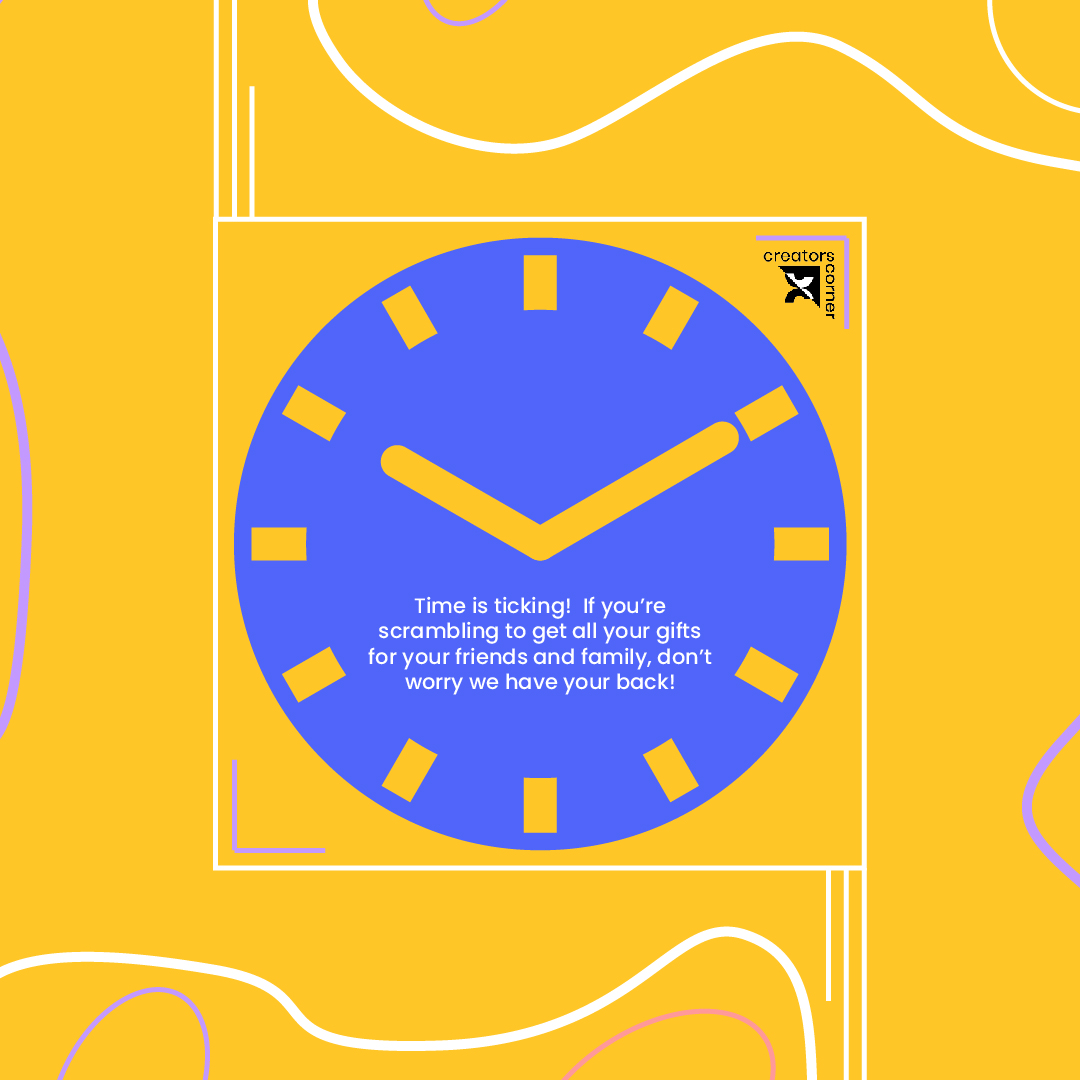 creators
corner
Time is ticking!  If you’re
scrambling to get all your gifts
for your friends and family, don’t
worry we have your back!